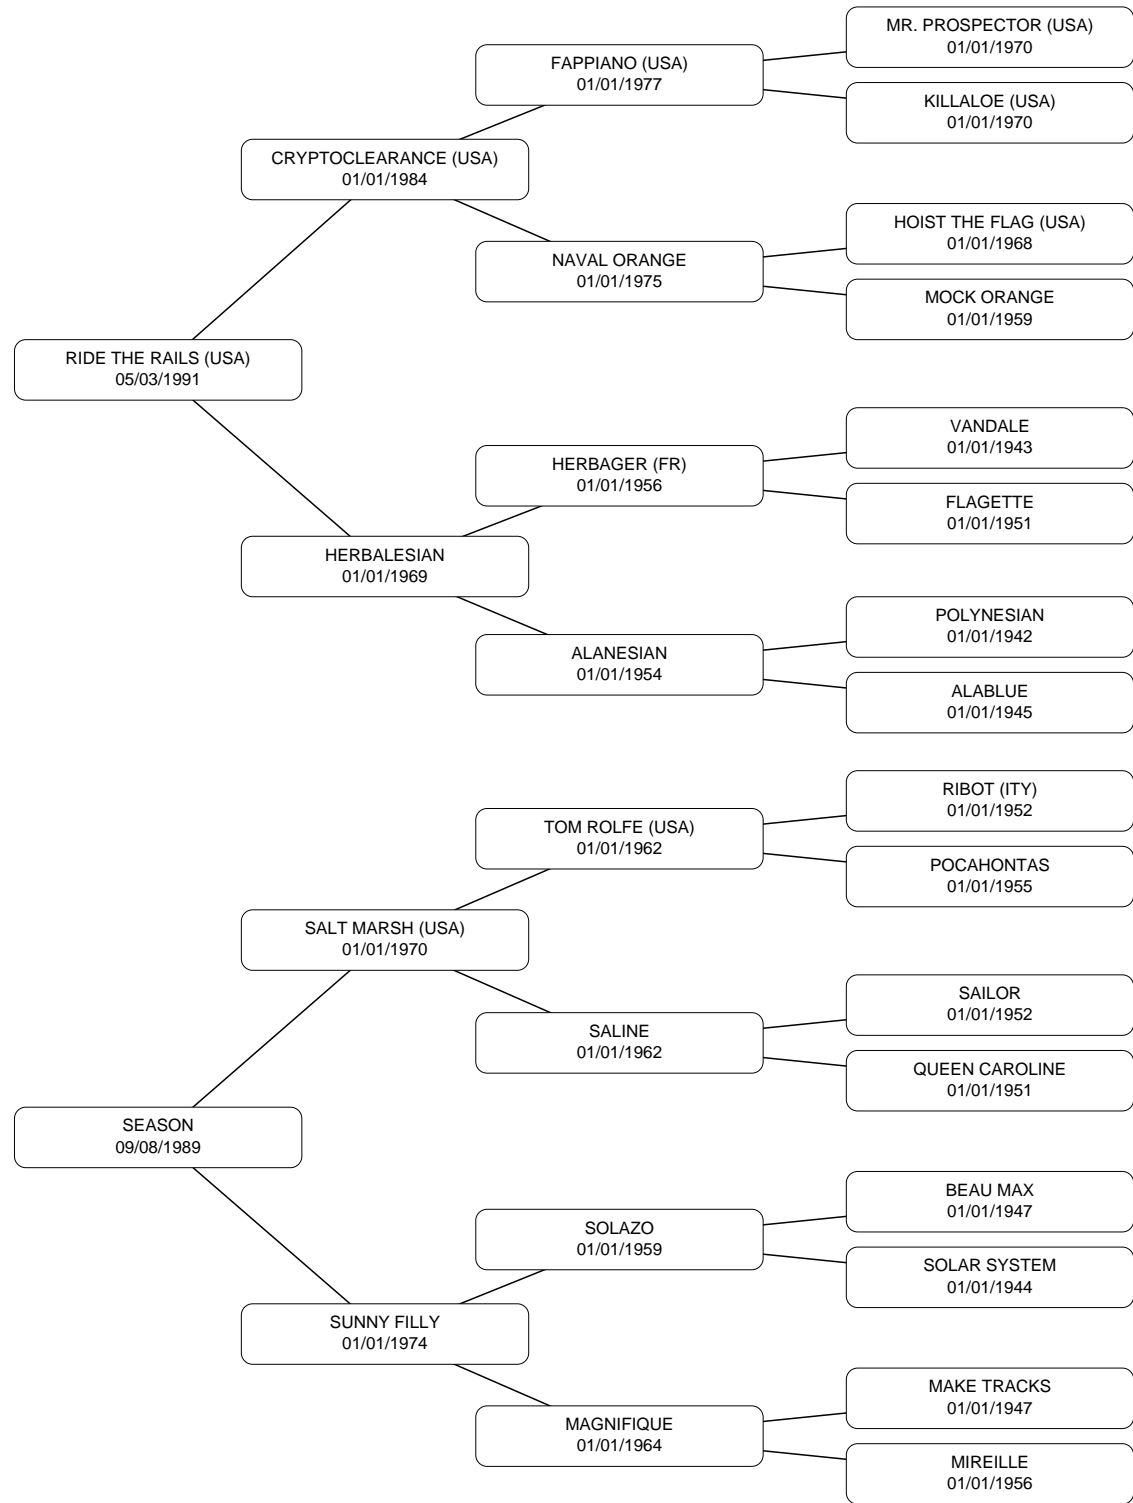 MR. PROSPECTOR (USA)
01/01/1970
FAPPIANO (USA)
01/01/1977
KILLALOE (USA)
01/01/1970
CRYPTOCLEARANCE (USA)
01/01/1984
HOIST THE FLAG (USA)
01/01/1968
NAVAL ORANGE
01/01/1975
MOCK ORANGE
01/01/1959
RIDE THE RAILS (USA)
05/03/1991
VANDALE
01/01/1943
HERBAGER (FR)
01/01/1956
FLAGETTE
01/01/1951
HERBALESIAN
01/01/1969
POLYNESIAN
01/01/1942
ALANESIAN
01/01/1954
ALABLUE
01/01/1945
RIBOT (ITY)
01/01/1952
TOM ROLFE (USA)
01/01/1962
POCAHONTAS
01/01/1955
SALT MARSH (USA)
01/01/1970
SAILOR
01/01/1952
SALINE
01/01/1962
QUEEN CAROLINE
01/01/1951
SEASON
09/08/1989
BEAU MAX
01/01/1947
SOLAZO
01/01/1959
SOLAR SYSTEM
01/01/1944
SUNNY FILLY
01/01/1974
MAKE TRACKS
01/01/1947
MAGNIFIQUE
01/01/1964
MIREILLE
01/01/1956